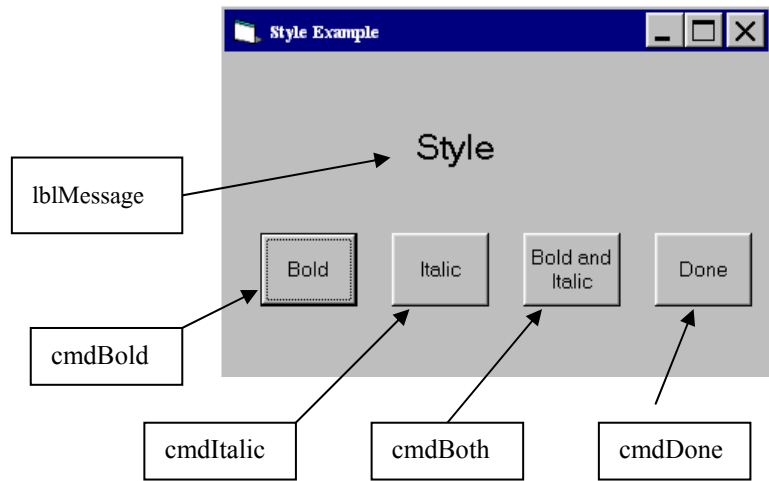 Style Example
Style
lblMessage
Bold
Italic
Bold and
Italic
Done
cmdBold
cmdItalic
cmdBoth
cmdDone